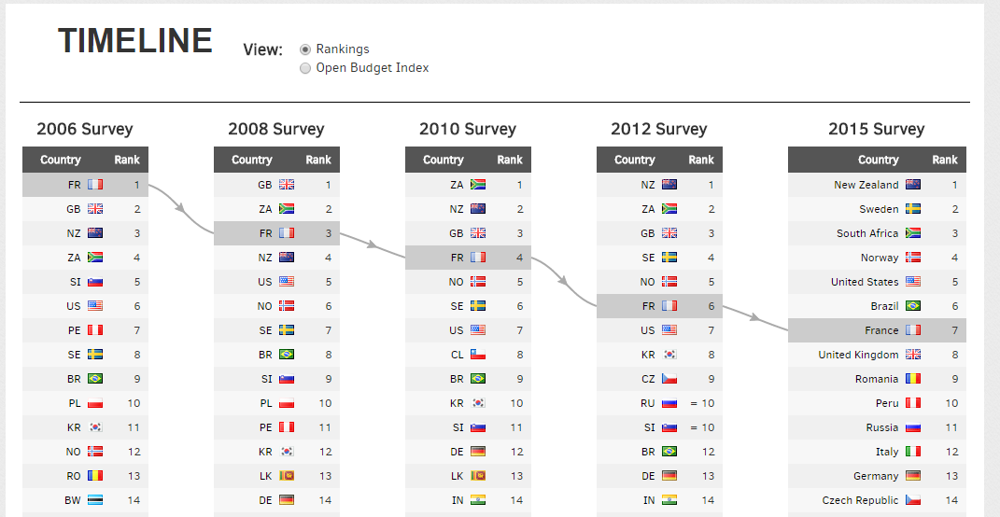 TIMELINE
View:
Rankings
Open Budget Index
2006 Survey
Country Rank
FR 1
GB 2
NZ 3
ZA 4
SI 5
US 6
PE 7
SE 8
BR 9
PL 10
KR 11
NO 12
RO 13
BW 14
2008 Survey
Country Rank
GB 1
ZA 2
FR 3
NZ 4
US 5
NO 6
SE 7
BR 8
SI 9
PL 10
PE 11
KR 12
LK 13
DE 14
2010 Survey
Country Rank
ZA 1
NZ 2
GB 3
FR 4
NO 5
SE 6
US 7
CL 8
BR 9
KR 10
SI 11
DE 12
LK 13
IN 14
2012 Survey
Country Rank
NZ 1
ZA 2
GB 3
SE 4
NO 5
FR 6
US 7
KR 8
CZ 9
RU = 10
SI = 10
BR 12
DE 13
IN 14
2015 Survey
Country Rank
New Zealand 1
Sweden 2
South Africa 3
Norway 4
United States 5
Brazil 6
France 7
United Kingdom 8
Romania 9
Peru 10
Russia 11
Italy 12
Germany 13
Czech Republic 14